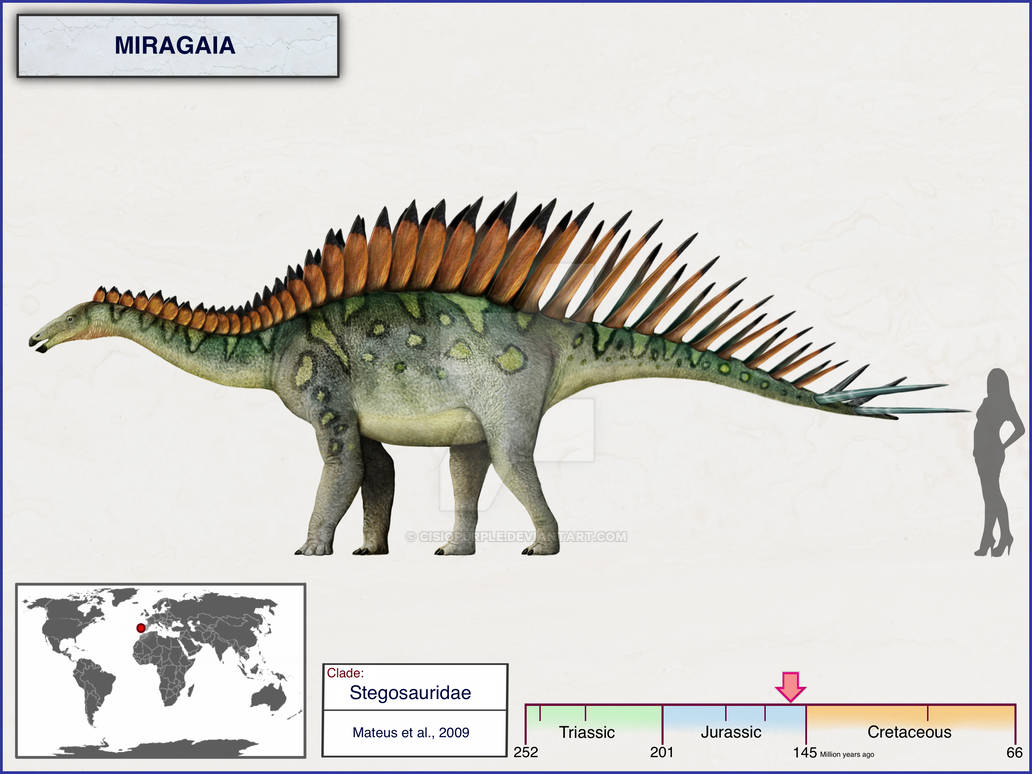 MIRAGAIA
© CISIOPURPLE.DEVIANTART.COM
Clade:
Stegosauridae
Mateus et al., 2009
Triassic
Jurassic
Cretaceous
252
201
145
Million years ago
66